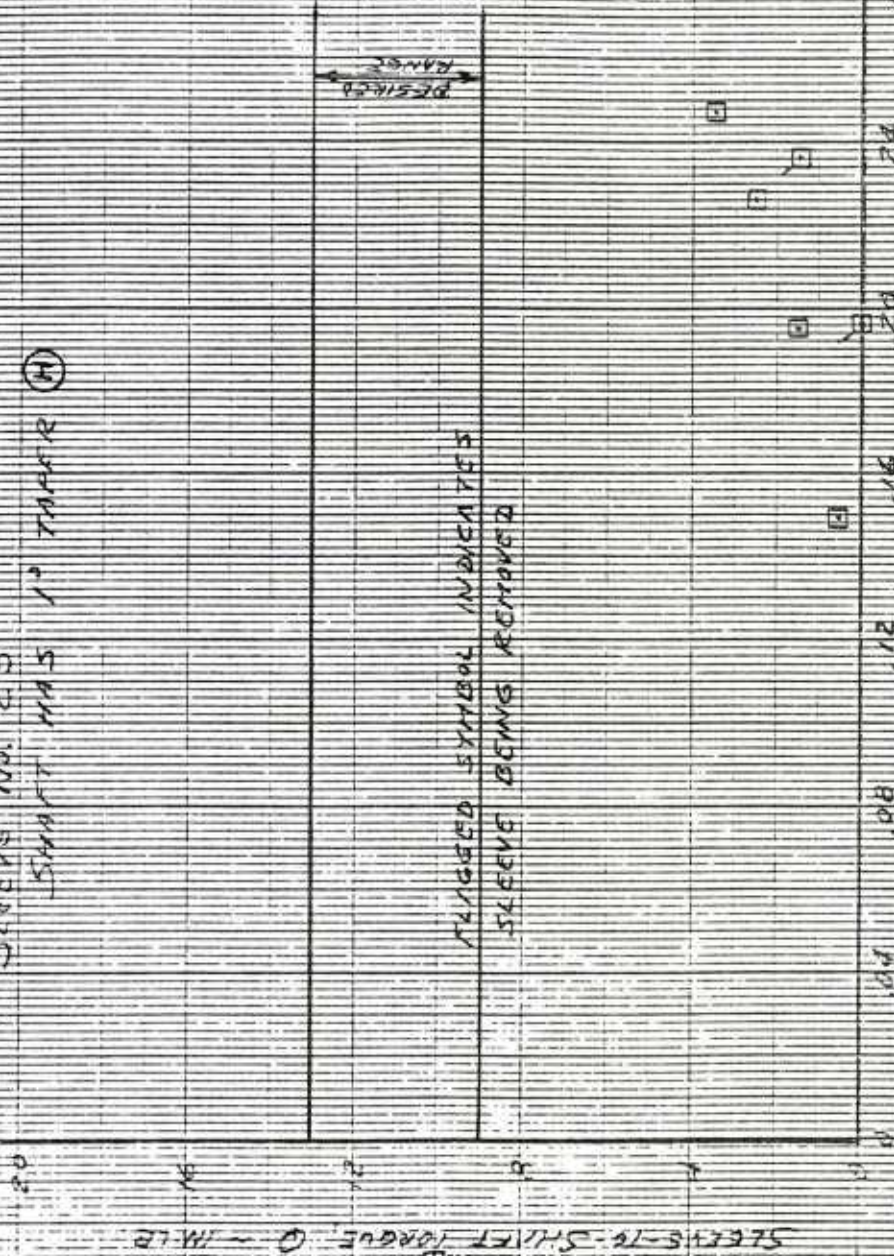 SHAFT HAS 1° TAPER (H)
DESIRED
RANGE
FLAGGED SYMBOL INDICATES
SLEEVE BEING REMOVED
SLEEVE-TO-SHAFT TORQUE, Q ~ IN-LB
20
16
12
8
4
0
0
04
08
12
16
20
24